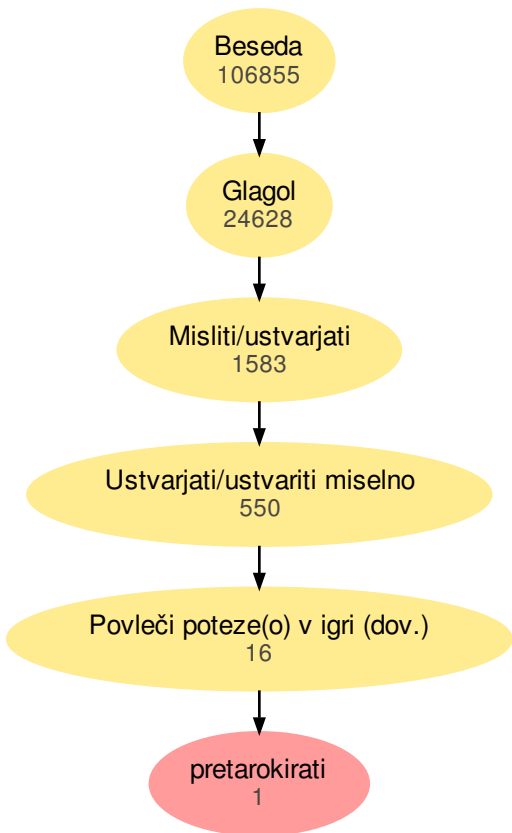 Beseda
106855
Glagol
24628
Misliti/ustvarjati
1583
Ustvarjati/ustvariti miselno
550
Povleči poteze(o) v igri (dov.)
16
pretarokirati
1